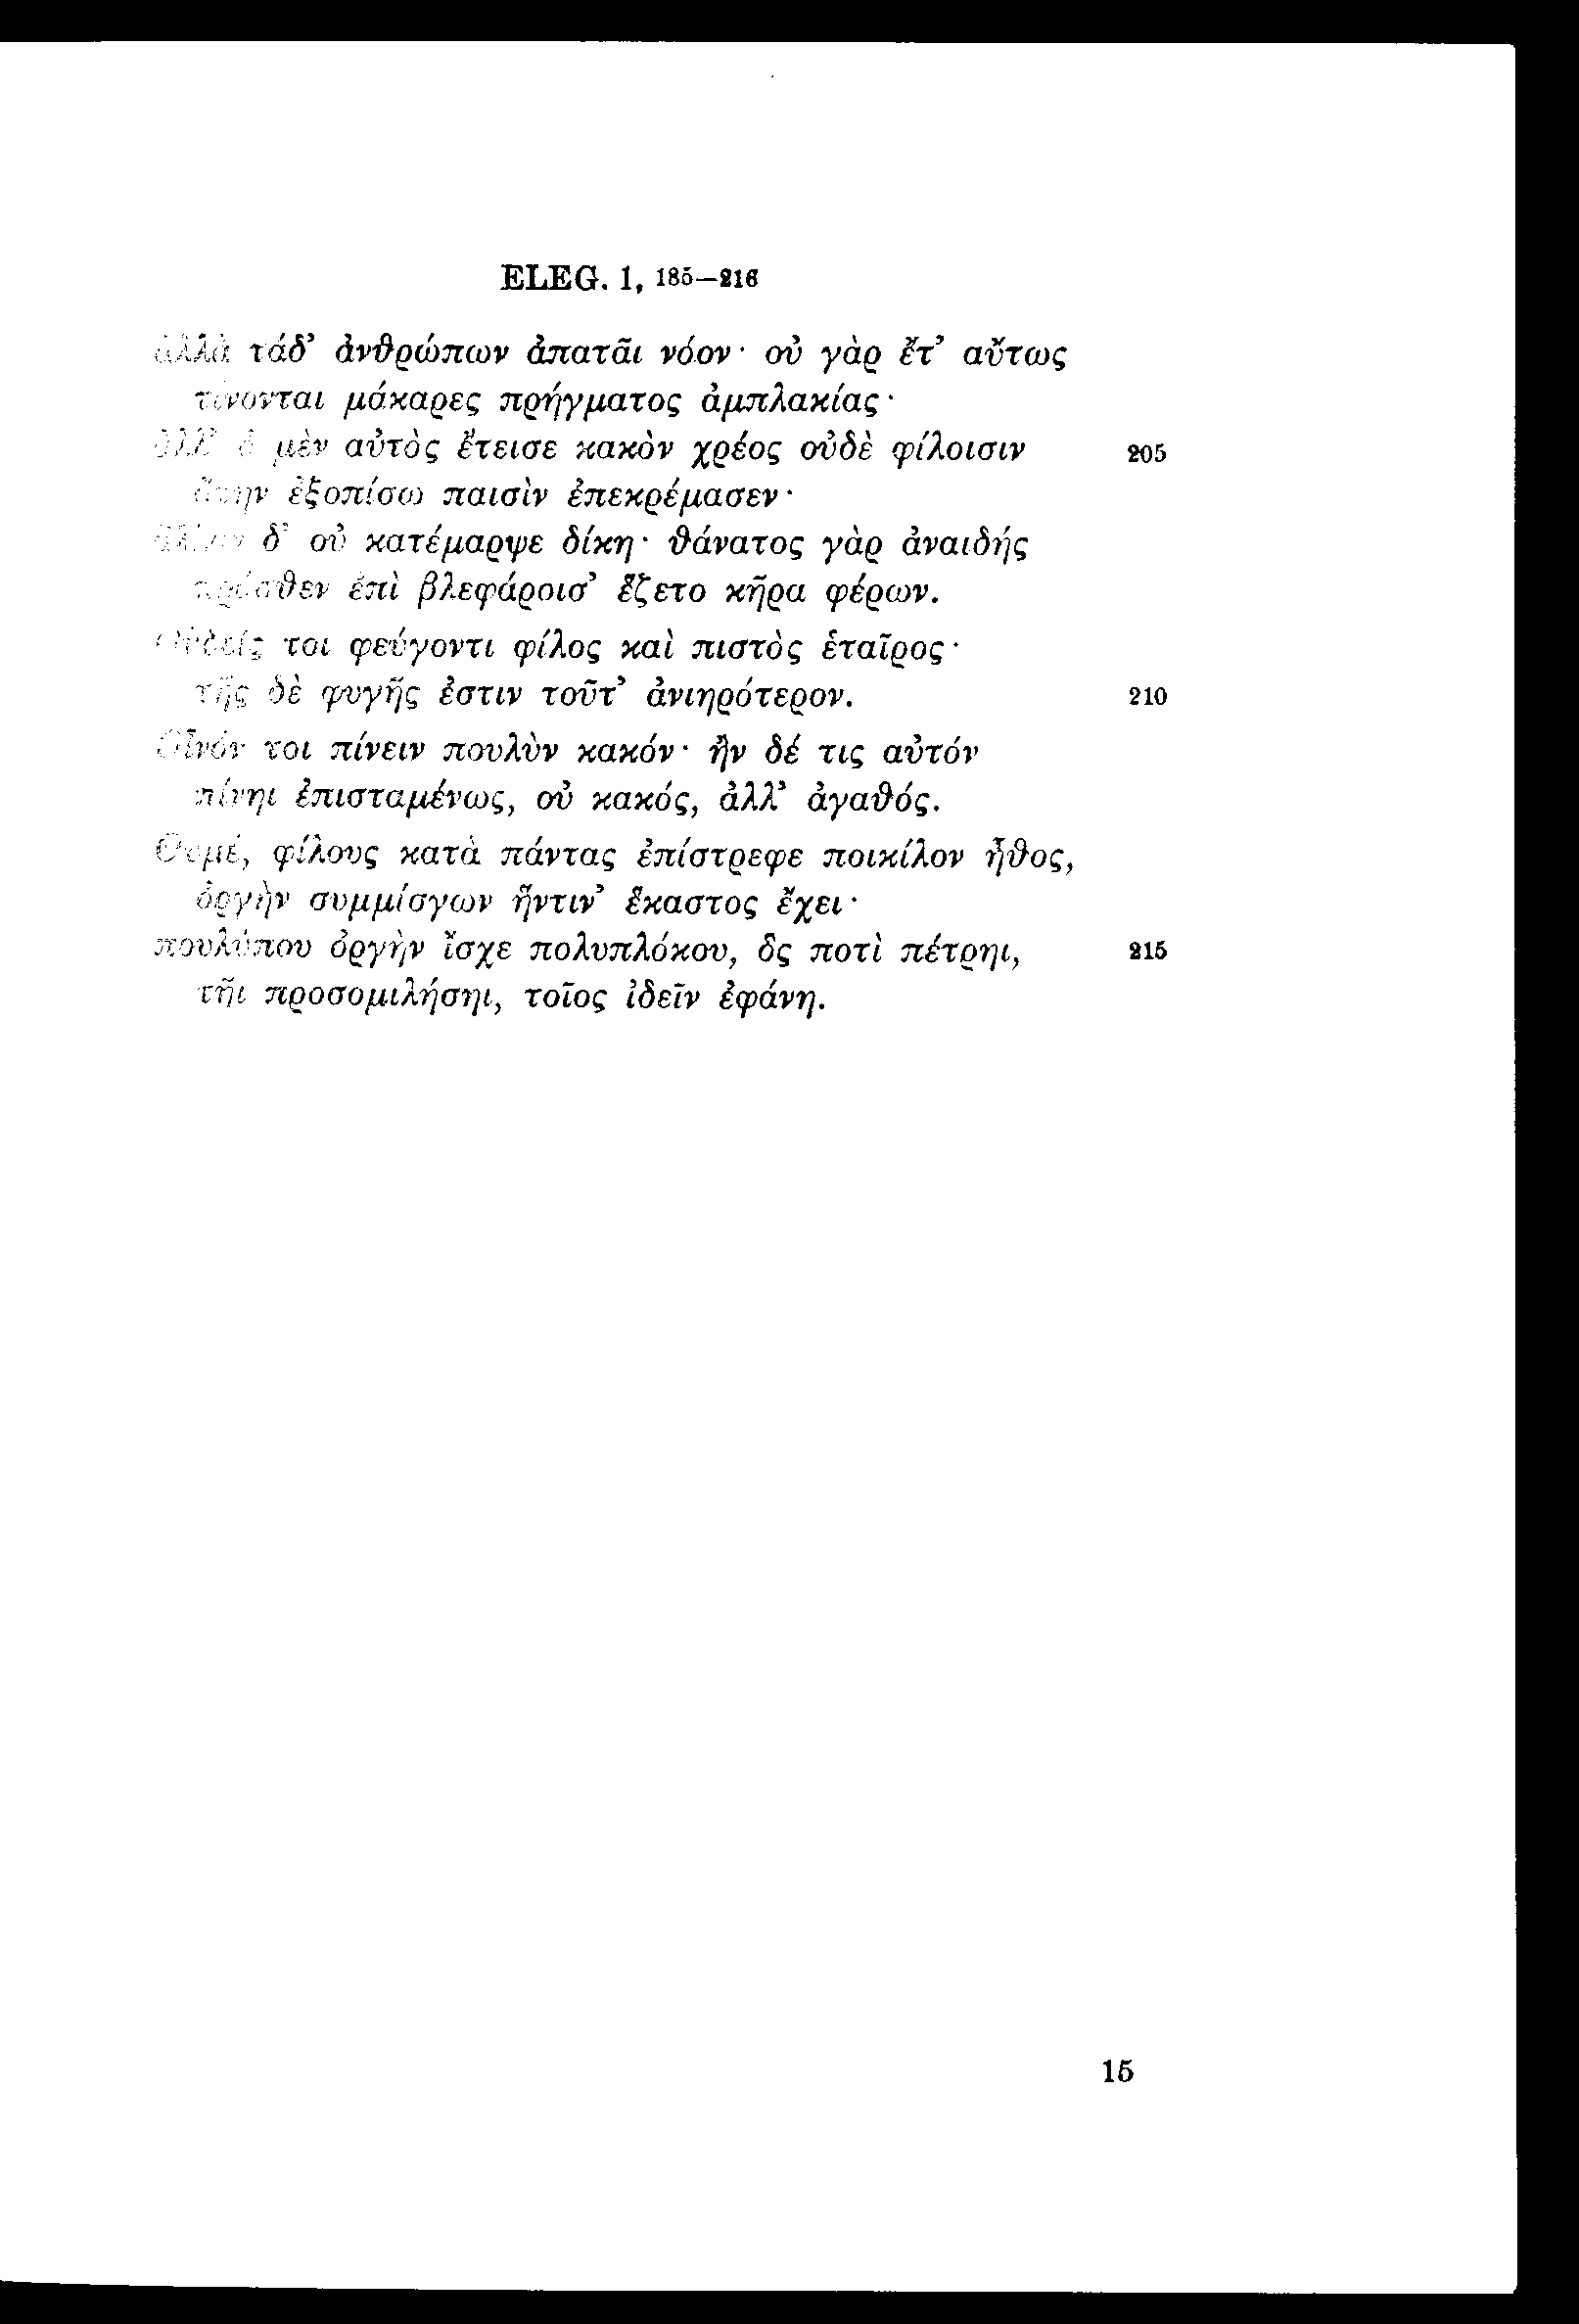 ELEG. 1, 185–216
ἀλλὰ τάδ’ ἀνθρώπων ἀπατᾶι νόον· οὐ γὰρ ἔτ’ αὔτως
τίνονται μάκαρες πρήγματος ἀμπλακίας·
ἀλλ’ ὁ μὲν αὐτὸς ἔτεισε κακὸν χρέος οὐδὲ φίλοισιν 205
ἄτην ἐξοπίσω παισὶν ἐπεκρέμασεν·
ἄλλον δ’ οὐ κατέμαρψε δίκη· θάνατος γὰρ ἀναιδής
πρόσθεν ἐπὶ βλεφάροισ’ ἕζετο κῆρα φέρων.
Οὐδείς τοι φεύγοντι φίλος καὶ πιστὸς ἑταῖρος·
τῆς δὲ φυγῆς ἐστιν τοῦτ’ ἀνιηρότερον. 210
Οἶνόν τοι πίνειν πουλὺν κακόν· ἢν δέ τις αὐτόν
πίνηι ἐπισταμένως, οὐ κακός, ἀλλ’ ἀγαθός.
Θυμέ, φίλους κατὰ πάντας ἐπίστρεφε ποικίλον ἦθος,
ὀργὴν συμμίσγων ἥντιν’ ἕκαστος ἔχει·
πουλύπου ὀργὴν ἴσχε πολυπλόκου, ὃς ποτὶ πέτρηι, 215
τῆι προσομιλήσηι, τοῖος ἰδεῖν ἐφάνη.
15